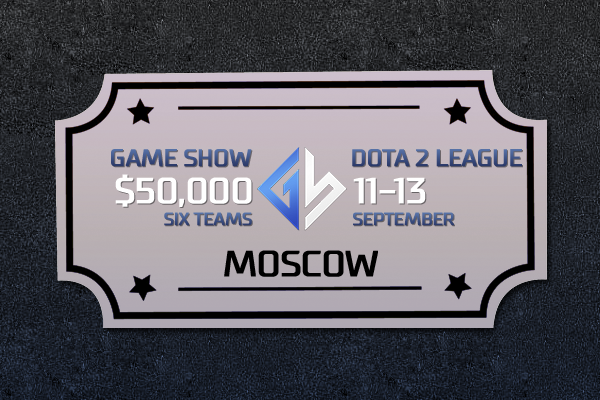 GAME SHOW
$50,000
SIX TEAMS
DOTA 2 LEAGUE
11–13
SEPTEMBER
MOSCOW